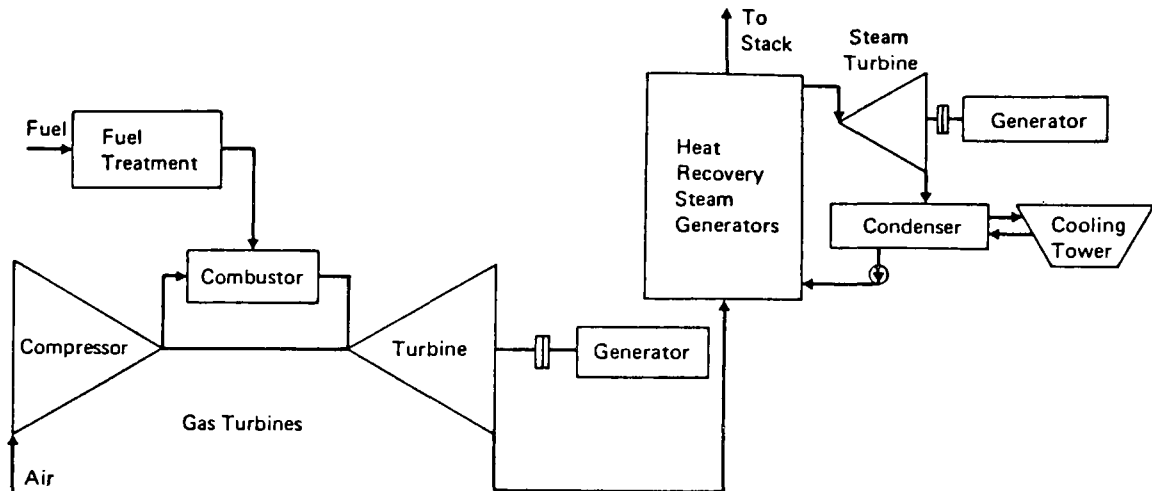 To
Stack
Steam
Turbine
Fuel
Fuel
Treatment
Generator
Heat
Recovery
Steam
Generators
Condenser
Cooling
Tower
Combustor
Compressor
Turbine
Generator
Gas Turbines
Air